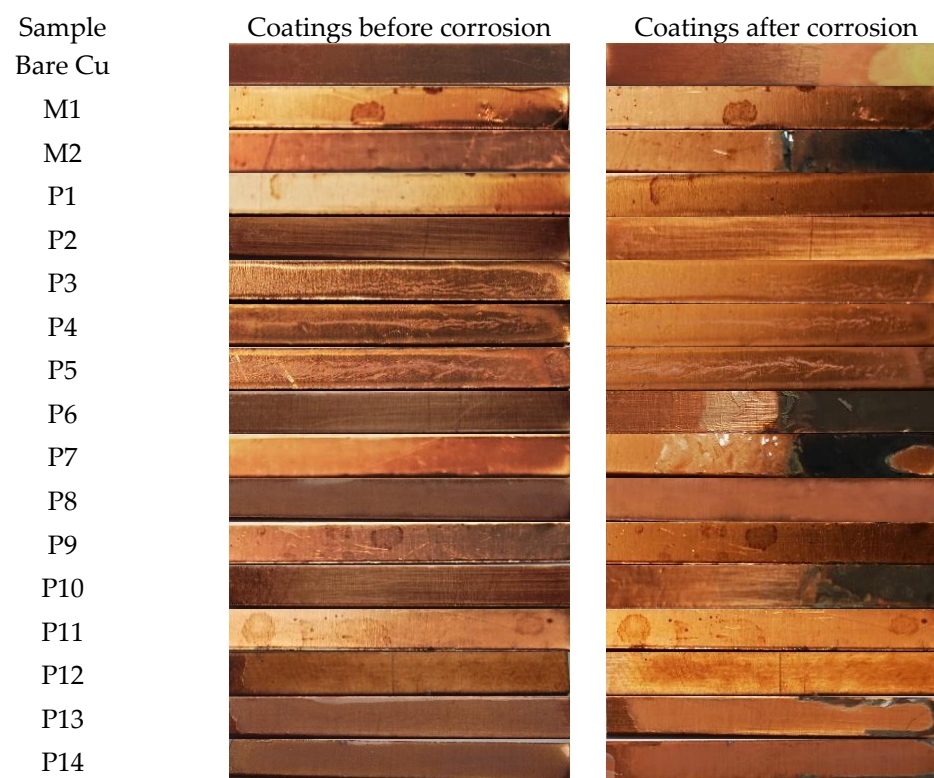 Sample Coatings before corrosion Coatings after corrosion
Bare Cu
M1
M2
P1
P2
P3
P4
P5
P6
P7
P8
P9
P10
P11
P12
P13
P14